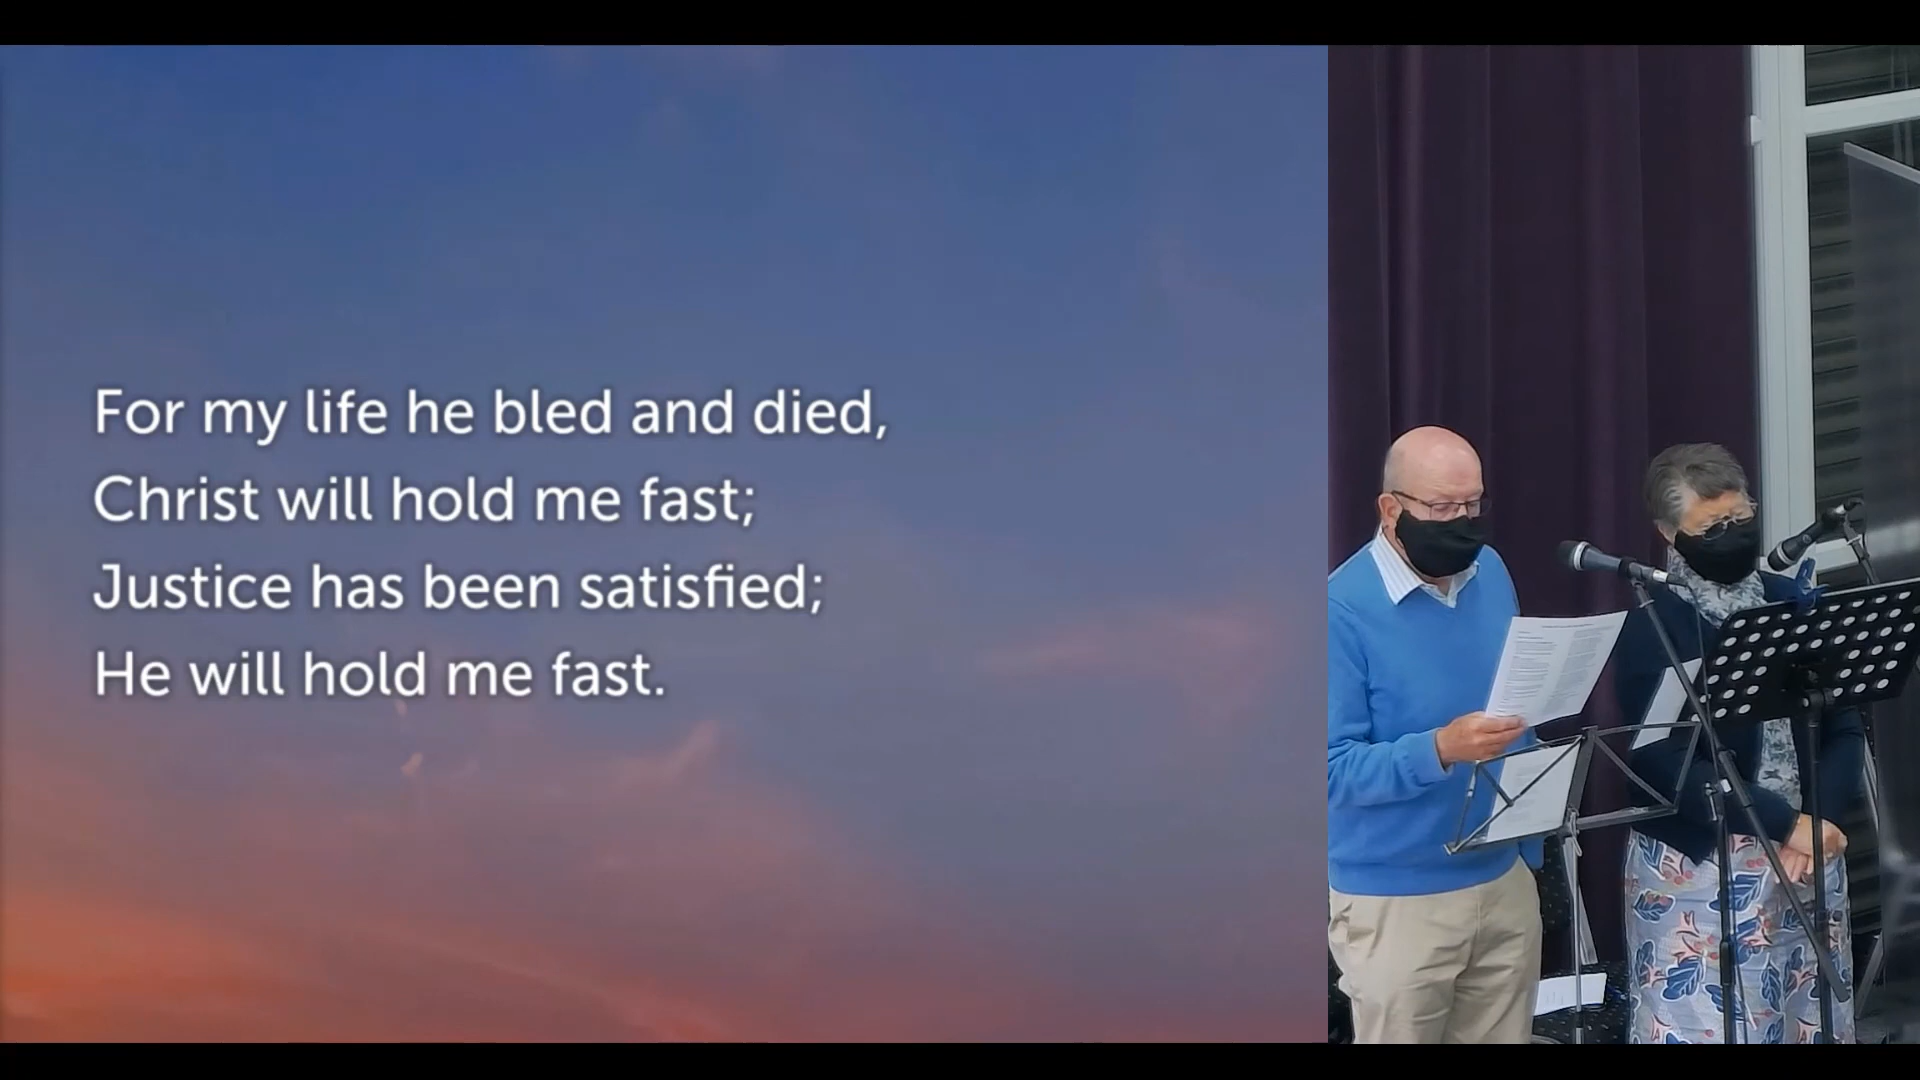 For my life he bled and died,
Christ will hold me fast;
Justice has been satisfied;
He will hold me fast.